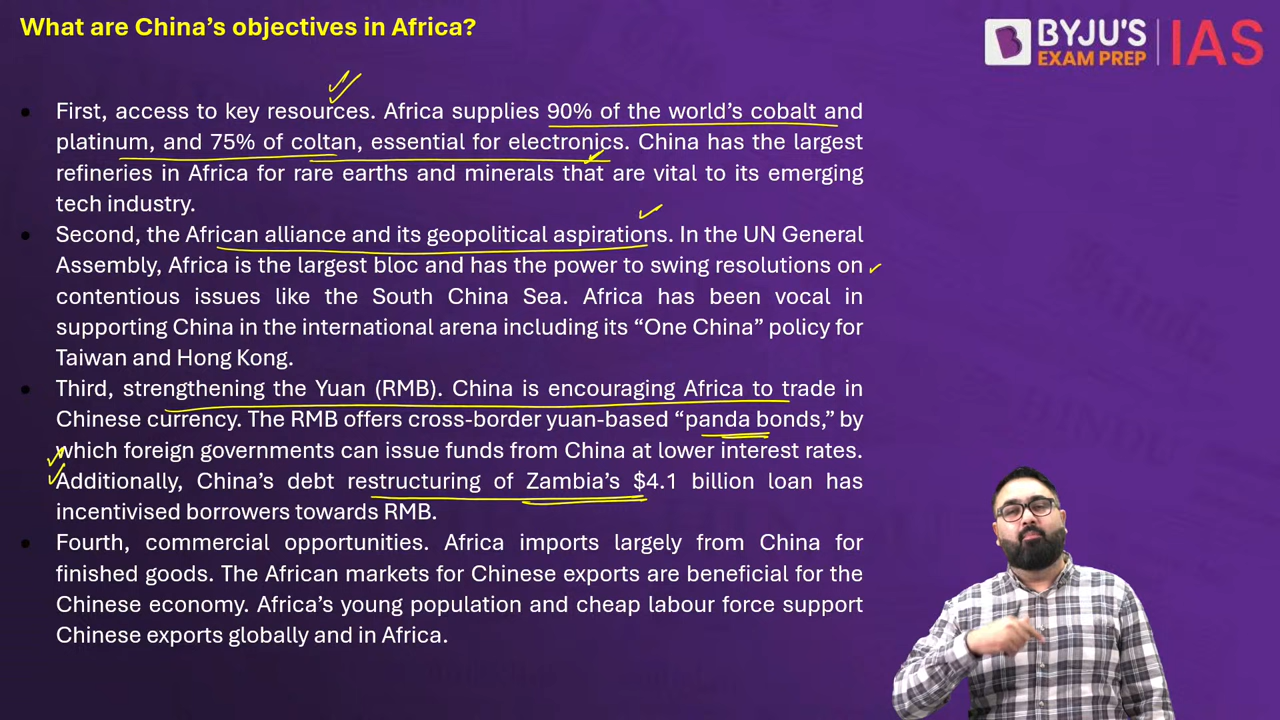 What are China's objectives in Africa?
BYJU'S
EXAM PREP
IAS
• First, access to key resources. Africa supplies 90% of the world's cobalt and
platinum, and 75% of coltan, essential for electronics. China has the largest
refineries in Africa for rare earths and minerals that are vital to its emerging
tech industry.
• Second, the African alliance and its geopolitical aspirations. In the UN General
Assembly, Africa is the largest bloc and has the power to swing resolutions on
contentious issues like the South China Sea. Africa has been vocal in
supporting China in the international arena including its “One China” policy for
Taiwan and Hong Kong.
• Third, strengthening the Yuan (RMB). China is encouraging Africa to trade in
Chinese currency. The RMB offers cross-border yuan-based “panda bonds,” by
which foreign governments can issue funds from China at lower interest rates.
Additionally, China's debt restructuring of Zambia's $4.1 billion loan has
incentivised borrowers towards RMB.
• Fourth, commercial opportunities. Africa imports largely from China for
finished goods. The African markets for Chinese exports are beneficial for the
Chinese economy. Africa's young population and cheap labour force support
Chinese exports globally and in Africa.